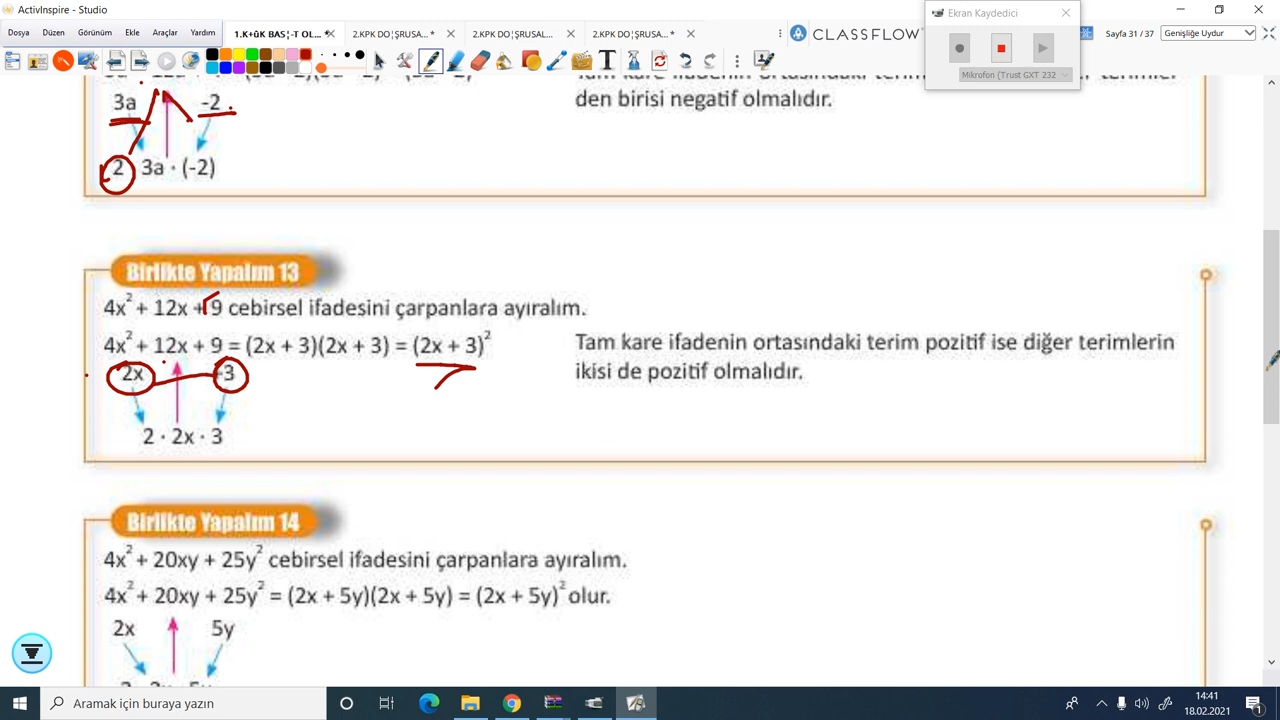 ActivInspire - Studio
Ekran Kaydedici
Mikrofon (Trust GXT 232
Dosya Düzen Görünüm Ekle Araçlar Yardım
1.K+ûK BAS¦-T OL... * 2.KPK DO¦ŞRUSA... * 2.KPK DO¦ŞRUSAL... 2.KPK DO¦ŞRUSA... *
CLASSFLOW
Sayfa 31 / 37
Genişliğe Uydur
den birisi negatif olmalıdır.
3a -2
2 3a · (-2)
Birlikte Yapalım 13
4x² + 12x + 9 cebirsel ifadesini çarpanlara ayıralım.
4x² + 12x + 9 = (2x + 3)(2x + 3) = (2x + 3)²
Tam kare ifadenin ortasındaki terim pozitif ise diğer terimlerin
ikisi de pozitif olmalıdır.
2x 3
2 · 2x · 3
Birlikte Yapalım 14
4x² + 20xy + 25y² cebirsel ifadesini çarpanlara ayıralım.
4x² + 20xy + 25y² = (2x + 5y)(2x + 5y) = (2x + 5y)² olur.
2x 5y
Aramak için buraya yazın
14:41
18.02.2021
1